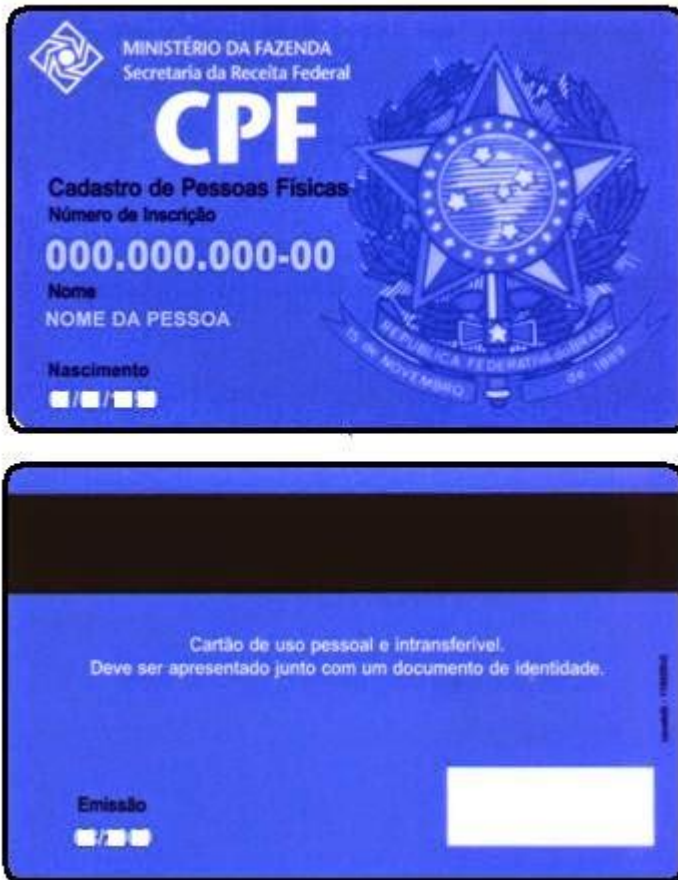 MINISTÉRIO DA FAZENDA
Secretaria da Receita Federal
CPF
Cadastro de Pessoas Físicas
Número de Inscrição
000.000.000-00
Nome
NOME DA PESSOA
Nascimento
REPÚBLICA FEDERATIVA do BRASIL
15 de NOVEMBRO
de 1889
Cartão de uso pessoal e intransferível.
Deve ser apresentado junto com um documento de identidade.
Emissão